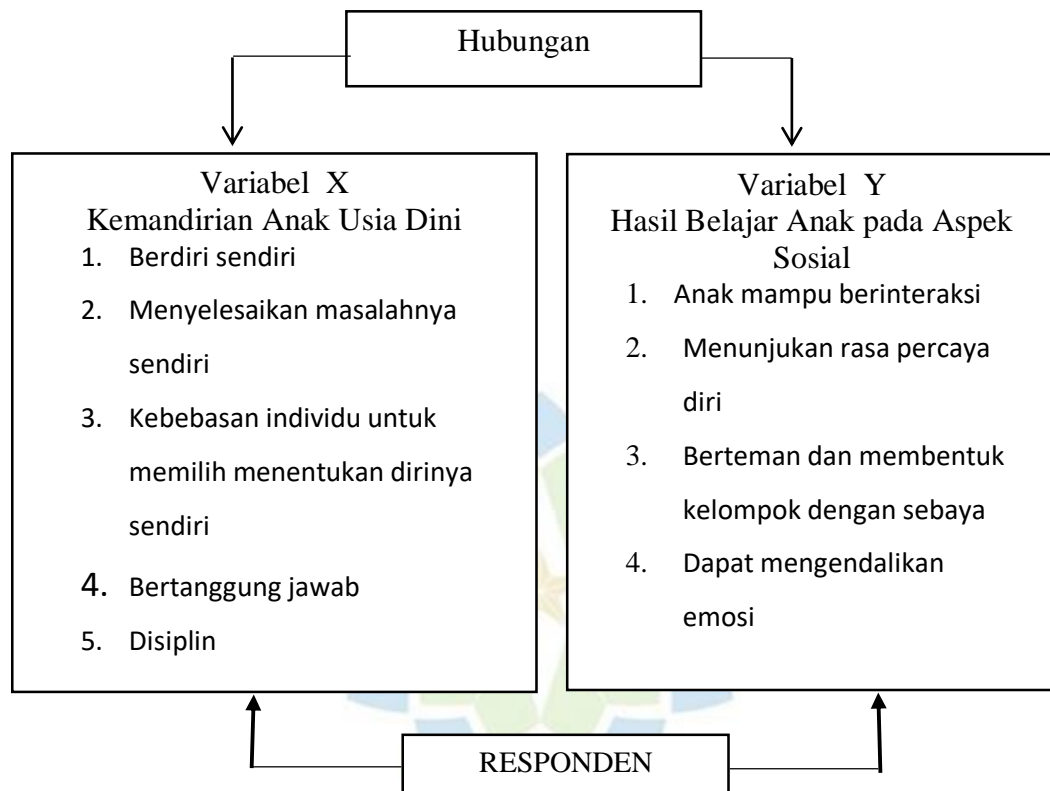 Hubungan
Variabel X
Kemandirian Anak Usia Dini
1. Berdiri sendiri
2. Menyelesaikan masalahnya
sendiri
3. Kebebasan individu untuk
memilih menentukan dirinya
sendiri
4. Bertanggung jawab
5. Disiplin
Variabel Y
Hasil Belajar Anak pada Aspek
Sosial
1. Anak mampu berinteraksi
2. Menunjukan rasa percaya
diri
3. Berteman dan membentuk
kelompok dengan sebaya
4. Dapat mengendalikan
emosi
RESPONDEN